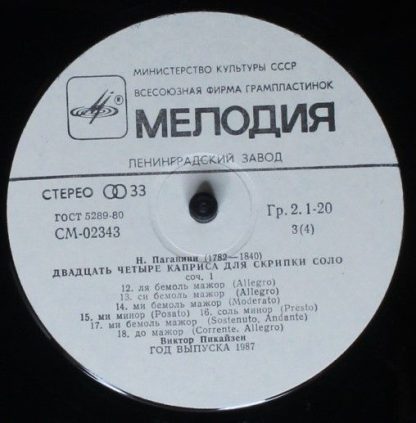 МИНИСТЕРСТВО КУЛЬТУРЫ СССР
ВСЕСОЮЗНАЯ ФИРМА ГРАМПЛАСТИНОК
®
МЕЛОДИЯ
ЛЕНИНГРАДСКИЙ ЗАВОД
СТЕРЕО 33
ГОСТ 5289-80
Гр. 2. 1-20
СМ-02343
3(4)
Н. Паганини (1782—1840)
ДВАДЦАТЬ ЧЕТЫРЕ КАПРИСА ДЛЯ СКРИПКИ СОЛО
соч. 1
12. ля бемоль мажор (Allegro)
13. си бемоль мажор (Allegro)
14. ми бемоль мажор (Moderato)
15. ми минор (Posato) 16. соль минор (Presto)
17. ми бемоль мажор (Sostenuto, Andante)
18. до мажор (Corrente. Allegro)
Виктор Пикайзен
ГОД ВЫПУСКА 1987